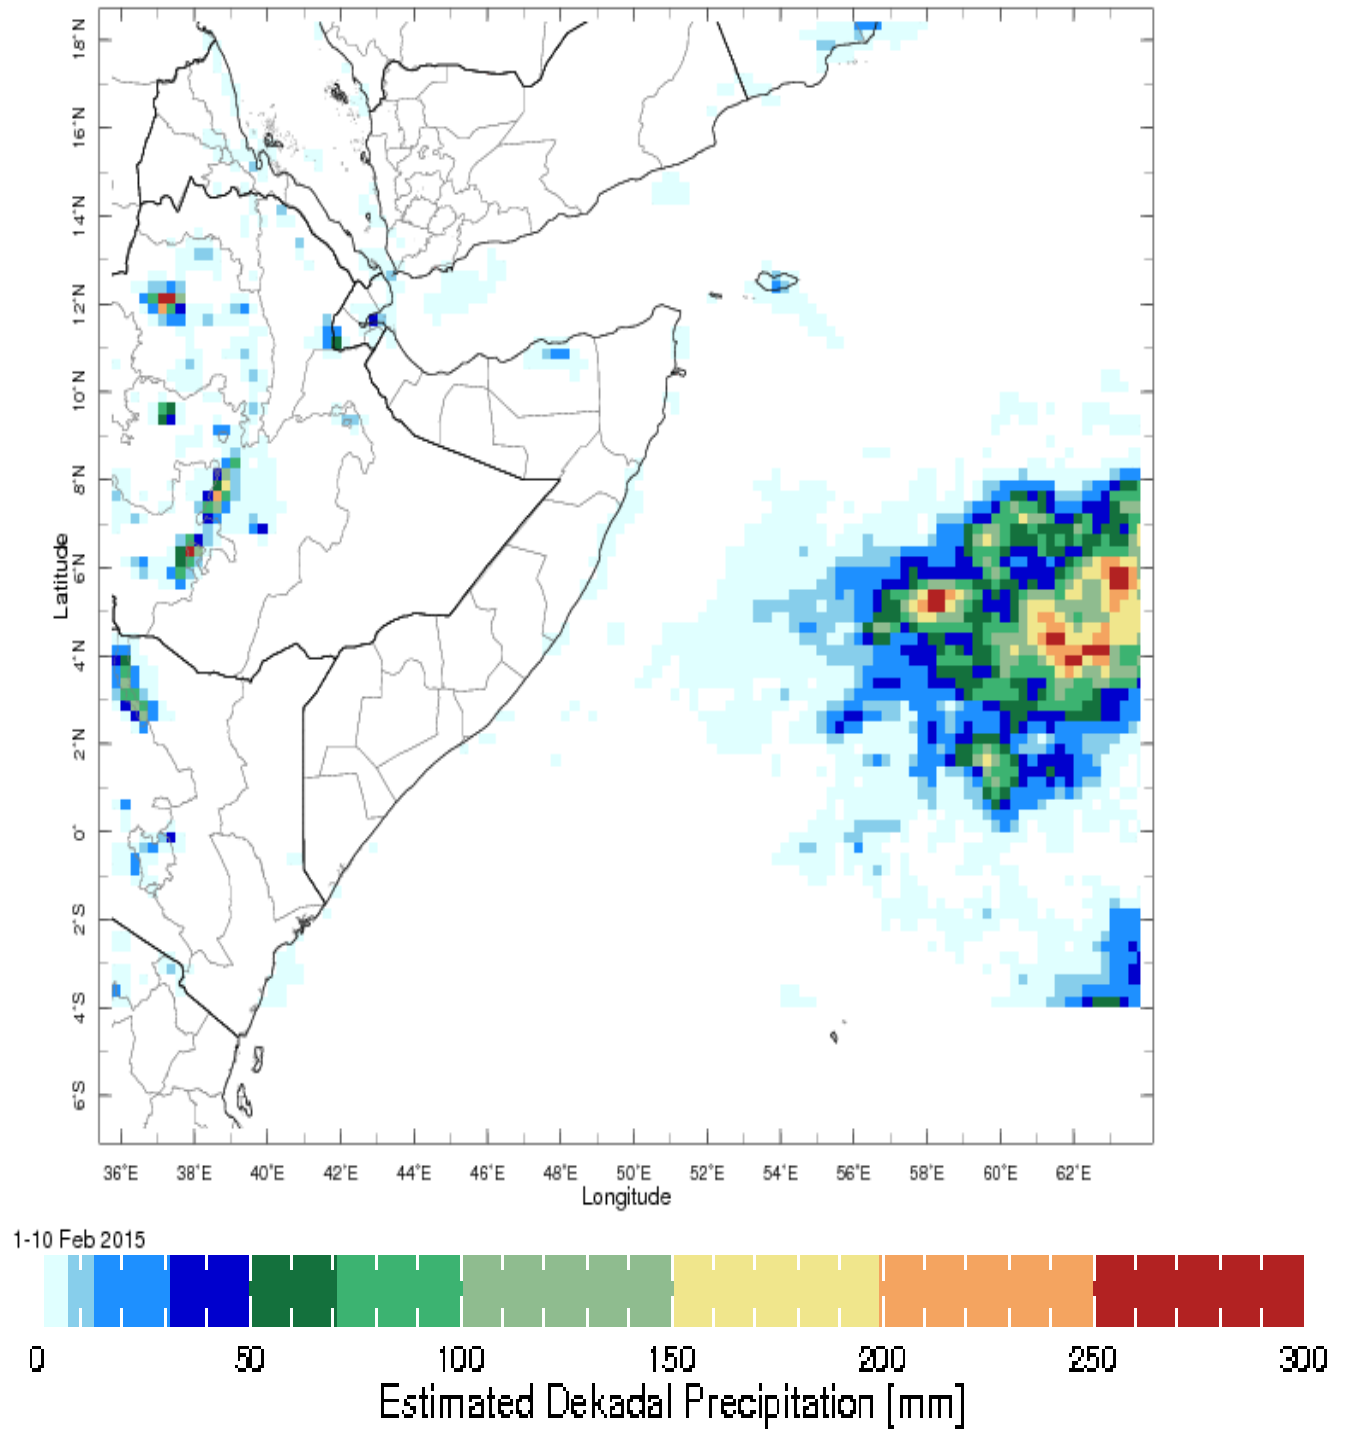 18°N
16°N
14°N
12°N
10°N
8°N
6°N
4°N
2°N
0°
2°S
4°S
6°S
Latitude
36°E 38°E 40°E 42°E 44°E 46°E 48°E 50°E 52°E 54°E 56°E 58°E 60°E 62°E
Longitude
1-10 Feb 2015
0 50 100 150 200 250 300
Estimated Dekadal Precipitation [mm]